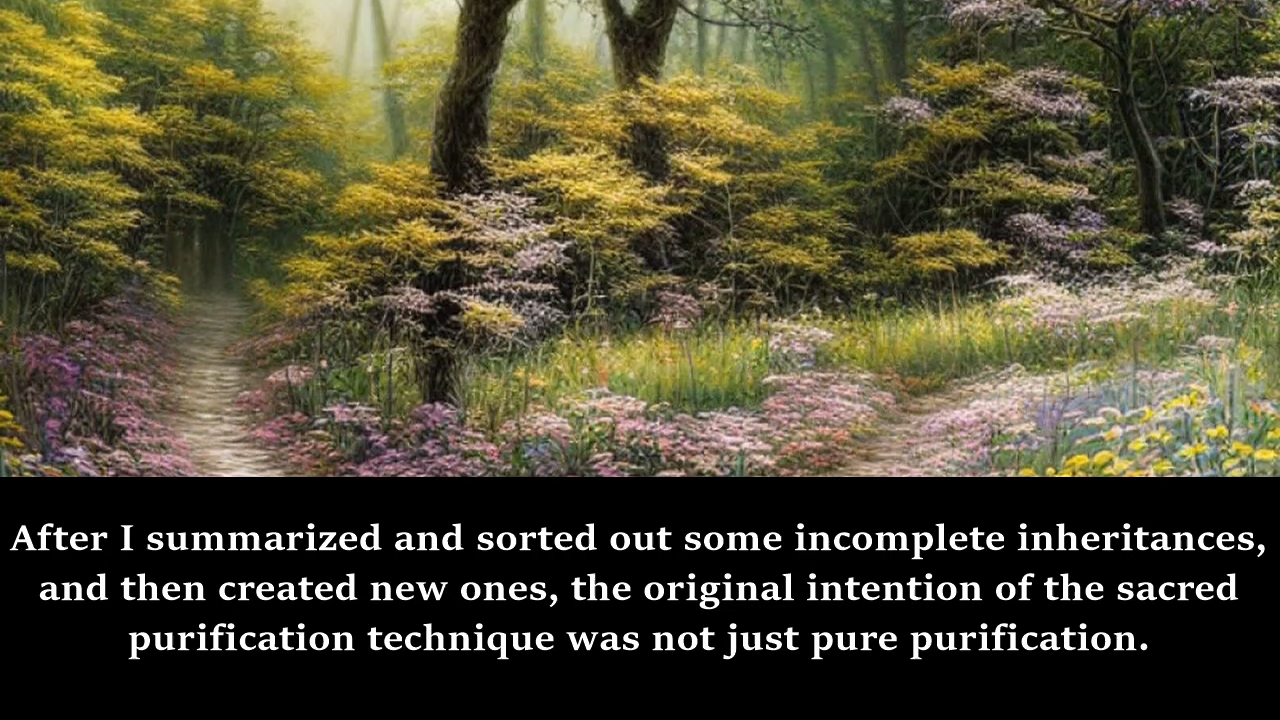 After I summarized and sorted out some incomplete inheritances,
and then created new ones, the original intention of the sacred
purification technique was not just pure purification.